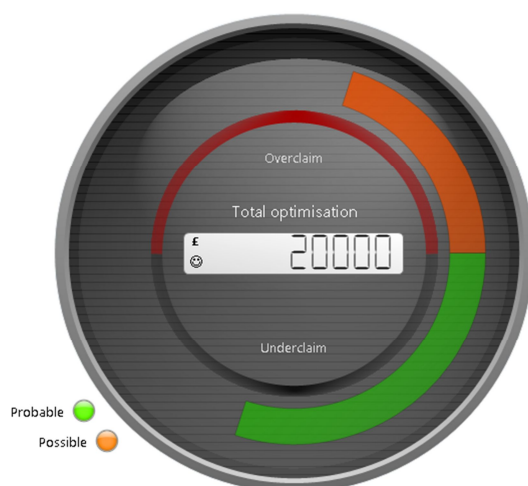 Overclaim
Total optimisation
£
20000
Underclaim
Probable
Possible